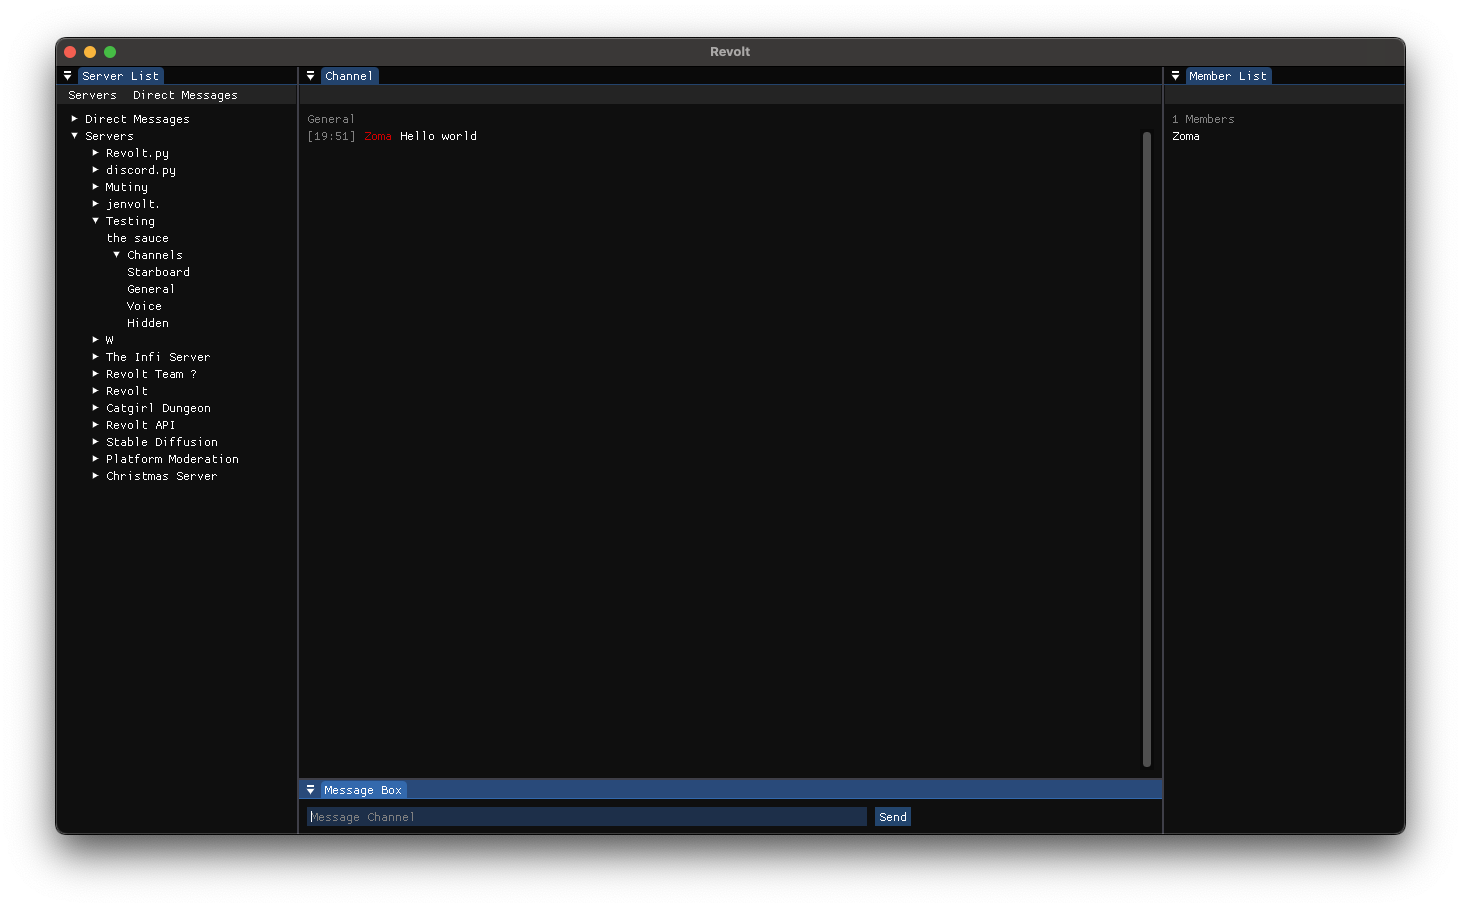 Revolt
Server List
Servers Direct Messages
Direct Messages
Servers
Revolt.py
discord.py
Mutiny
jenvolt.
Testing
the sauce
Channels
Starboard
General
Voice
Hidden
W
The Infi Server
Revolt Team ?
Revolt
Catgirl Dungeon
Revolt API
Stable Diffusion
Platform Moderation
Christmas Server
Channel
General
[19:51] Zoma Hello world
Message Box
Message Channel
Send
Member List
1 Members
Zoma